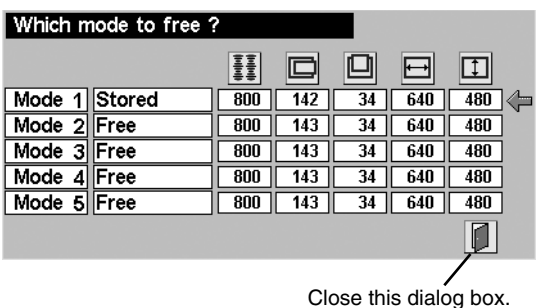 Which mode to free ?
Mode 1 Stored 800 142 34 640 480
Mode 2 Free 800 143 34 640 480
Mode 3 Free 800 143 34 640 480
Mode 4 Free 800 143 34 640 480
Mode 5 Free 800 143 34 640 480
Close this dialog box.